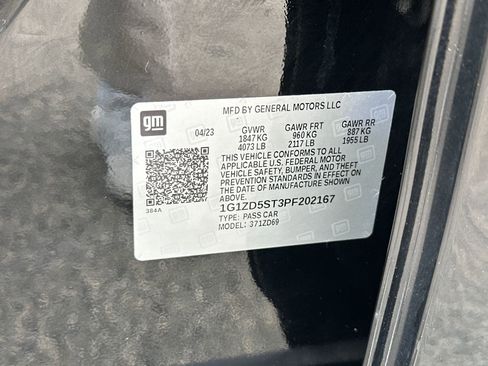 MFD BY GENERAL MOTORS LLC
gm
04/23 GVWR GAWR FRT GAWR RR
1847 KG 960 KG 887 KG
4073 LB 2117 LB 1955 LB
THIS VEHICLE CONFORMS TO ALL
APPLICABLE U.S. FEDERAL MOTOR
VEHICLE SAFETY, BUMPER, AND THEFT
PREVENTION STANDARDS IN EFFECT ON
THE DATE OF MANUFACTURE SHOWN
ABOVE.
384A
1G1ZD5ST3PF202167
TYPE: PASS CAR
MODEL: 371ZD69